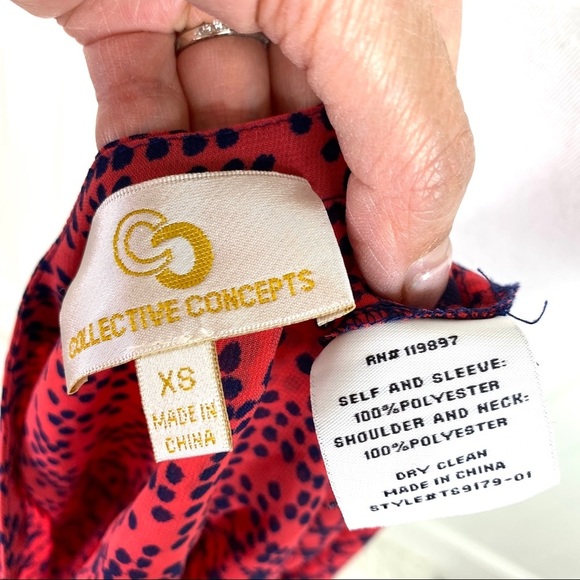 COLLECTIVE CONCEPTS
XS
MADE IN
CHINA
RN# 119897
SELF AND SLEEVE:
100%POLYESTER
SHOULDER AND NECK:
100%POLYESTER
DRY CLEAN
MADE IN CHINA
STYLE#TS9179-01